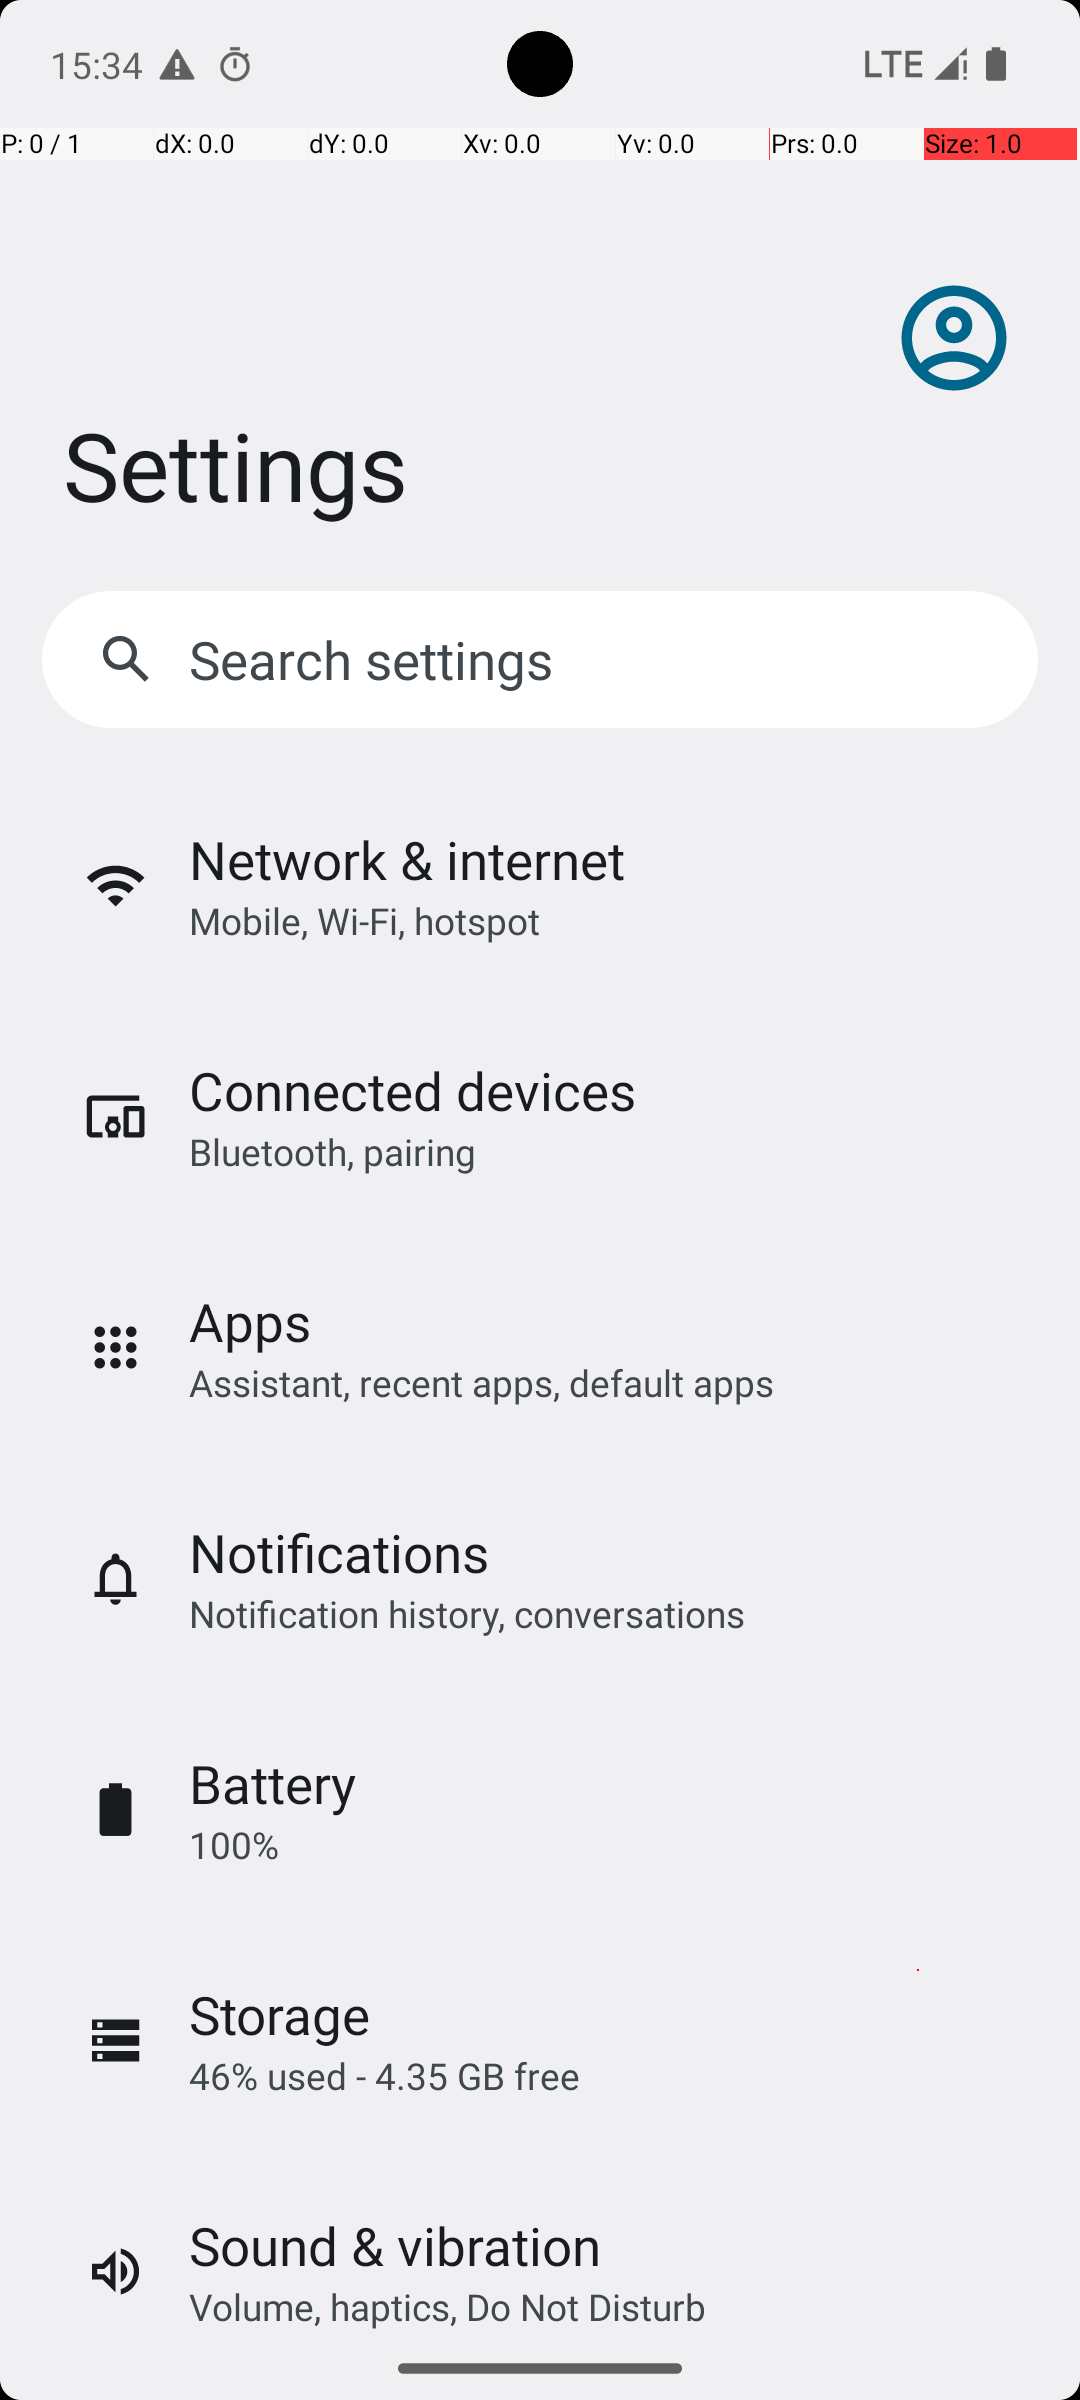 15:34 LTE
P: 0 / 1 dX: 0.0 dY: 0.0 Xv: 0.0 Yv: 0.0 Prs: 0.0 Size: 1.0
Settings
Search settings
Network & internet
Mobile, Wi-Fi, hotspot
Connected devices
Bluetooth, pairing
Apps
Assistant, recent apps, default apps
Notifications
Notification history, conversations
Battery
100%
Storage
46% used - 4.35 GB free
Sound & vibration
Volume, haptics, Do Not Disturb